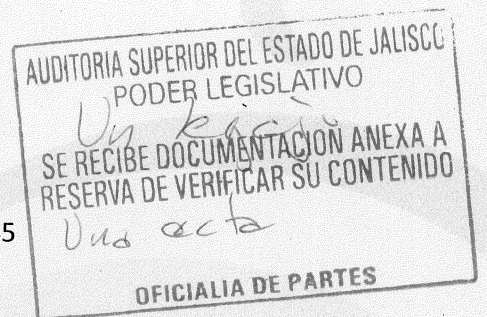 AUDITORIA SUPERIOR DEL ESTADO DE JALISCO
PODER LEGISLATIVO
Un
SE RECIBE DOCUMENTACION ANEXA A
RESERVA DE VERIFICAR SU CONTENIDO
5
Una acta
OFICIALIA DE PARTES